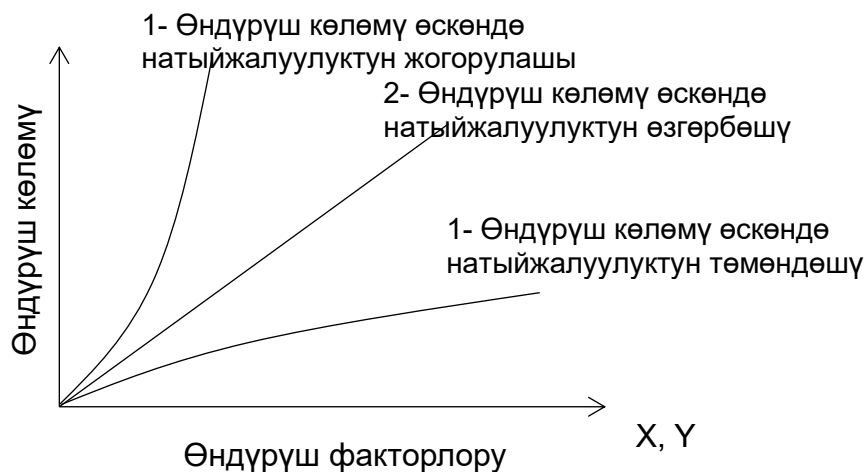 1- Өндүрүш көлөмү өскөндө
натыйжалуулуктун жогорулашы
2- Өндүрүш көлөмү өскөндө
натыйжалуулуктун өзгөрбөшү
1- Өндүрүш көлөмү өскөндө
натыйжалуулуктун төмөндөшү
Өндүрүш көлөмү
X, Y
Өндүрүш факторлору